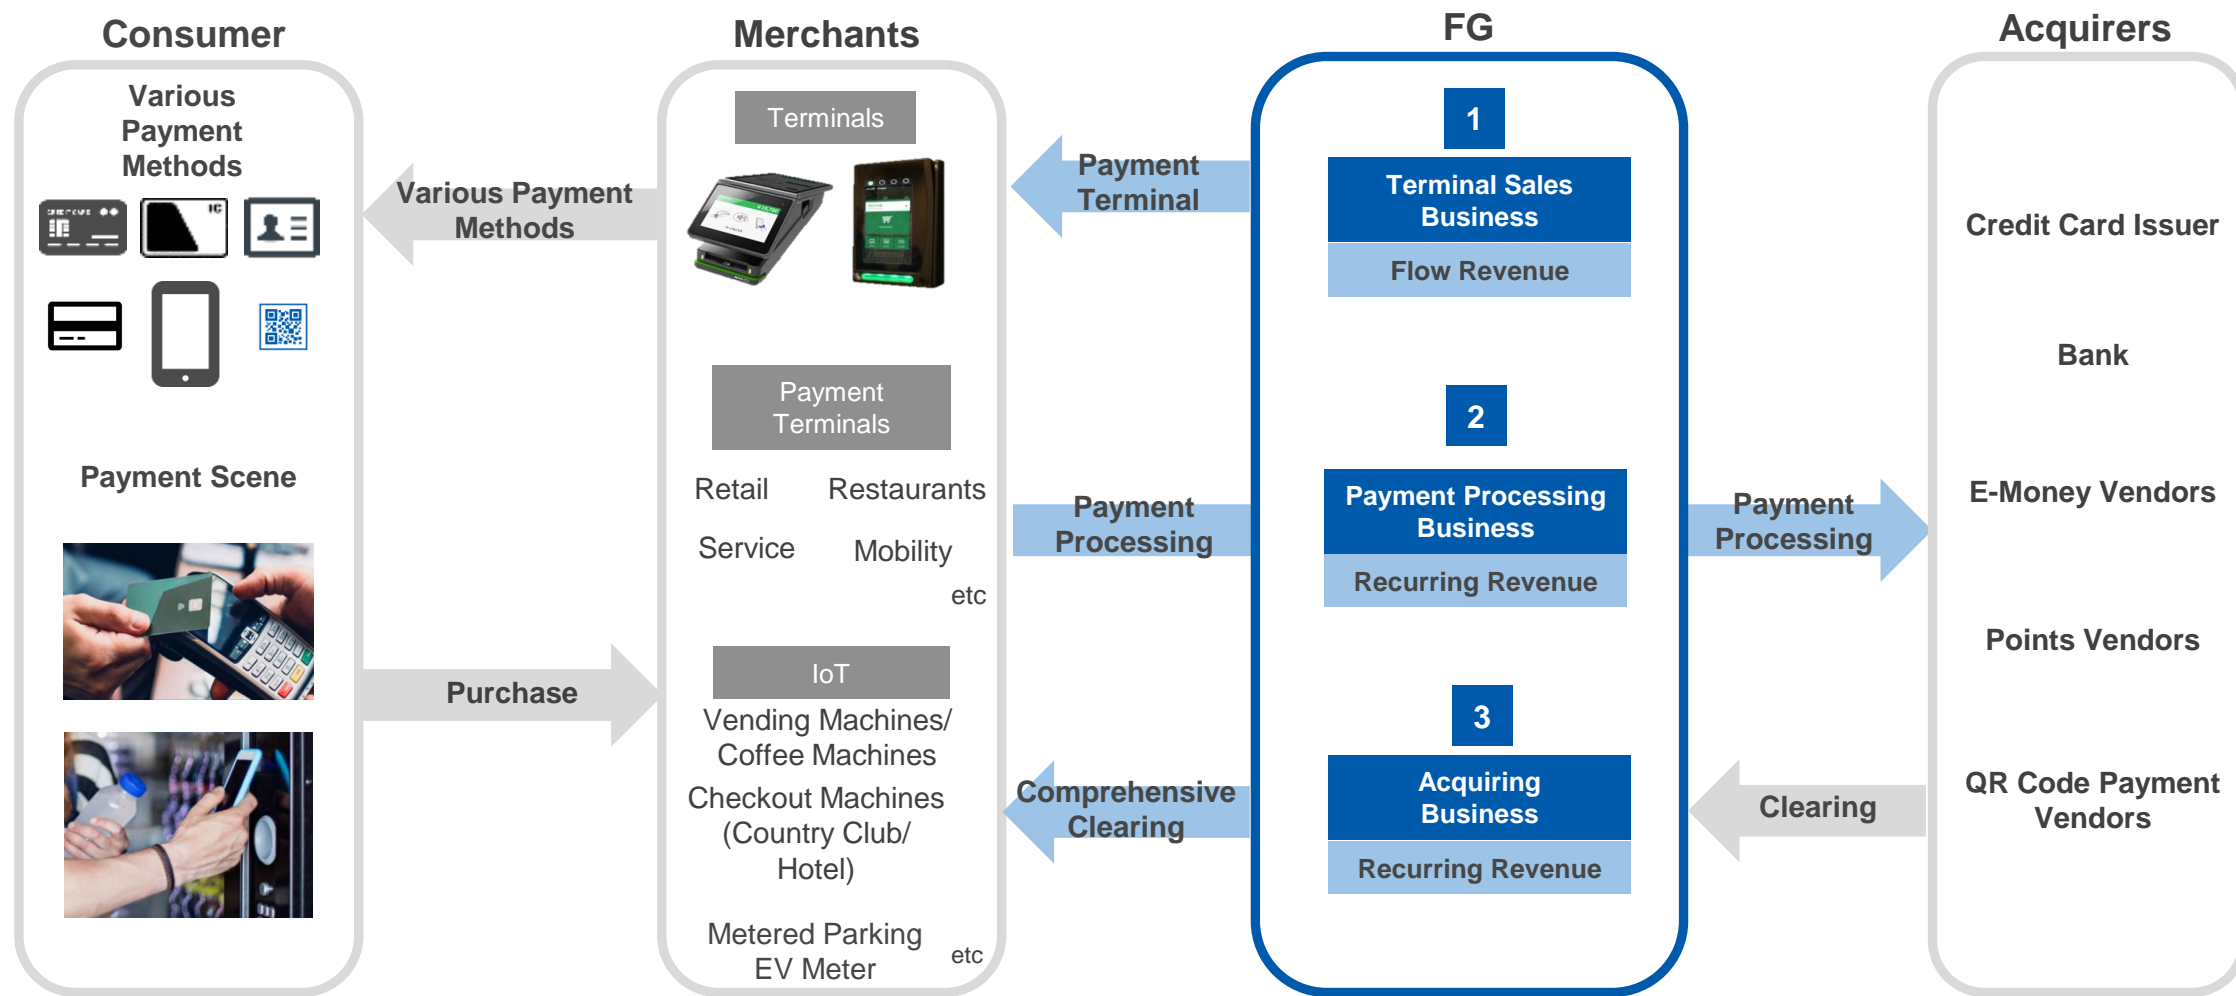 Consumer
Various
Payment
Methods
IC
Payment Scene
Various Payment
Methods
Purchase
Merchants
Terminals
Payment
Terminals
Retail
Restaurants
Service
Mobility
etc
IoT
Vending Machines/
Coffee Machines
Checkout Machines
(Country Club/
Hotel)
Metered Parking
EV Meter
etc
Payment
Terminal
Payment
Processing
Comprehensive
Clearing
FG
1
Terminal Sales
Business
Flow Revenue
2
Payment Processing
Business
Recurring Revenue
3
Acquiring
Business
Recurring Revenue
Payment
Processing
Clearing
Acquirers
Credit Card Issuer
Bank
E-Money Vendors
Points Vendors
QR Code Payment
Vendors